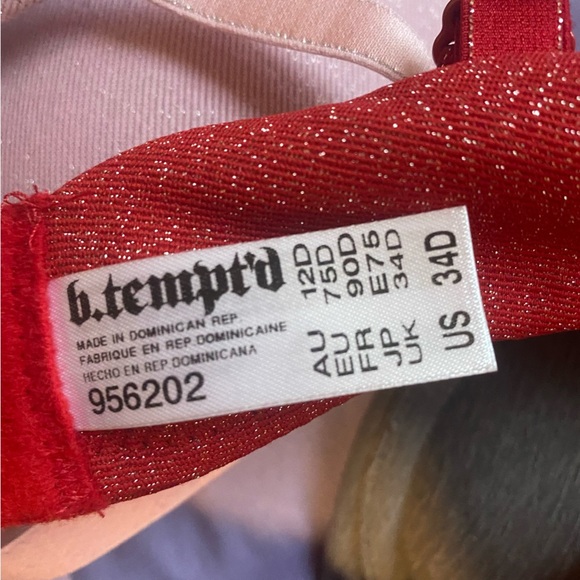 b.tempt'd
MADE IN DOMINICAN REP.
FABRIQUE EN REP. DOMINICAINE
HECHO EN REP. DOMINICANA
956202
AU 12D
EU 75D
FR 90D
JP E75
UK 34D
US 34D